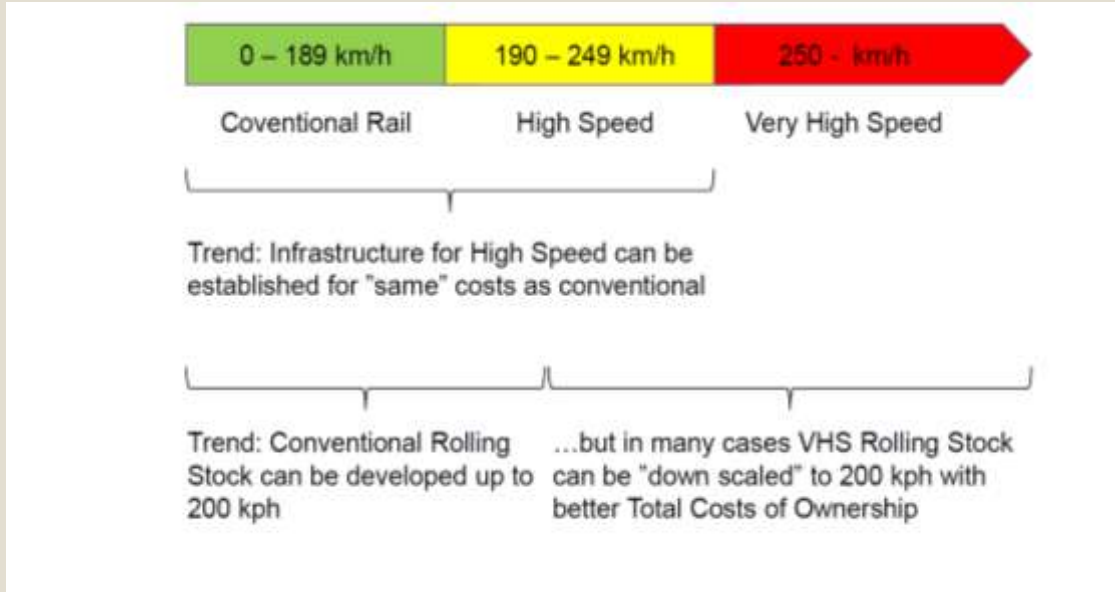 0 – 189 km/h 190 – 249 km/h 250 - km/h
Coventional Rail High Speed Very High Speed
Trend: Infrastructure for High Speed can be
established for ”same” costs as conventional
Trend: Conventional Rolling
Stock can be developed up to
200 kph
…but in many cases VHS Rolling Stock
can be ”down scaled” to 200 kph with
better Total Costs of Ownership